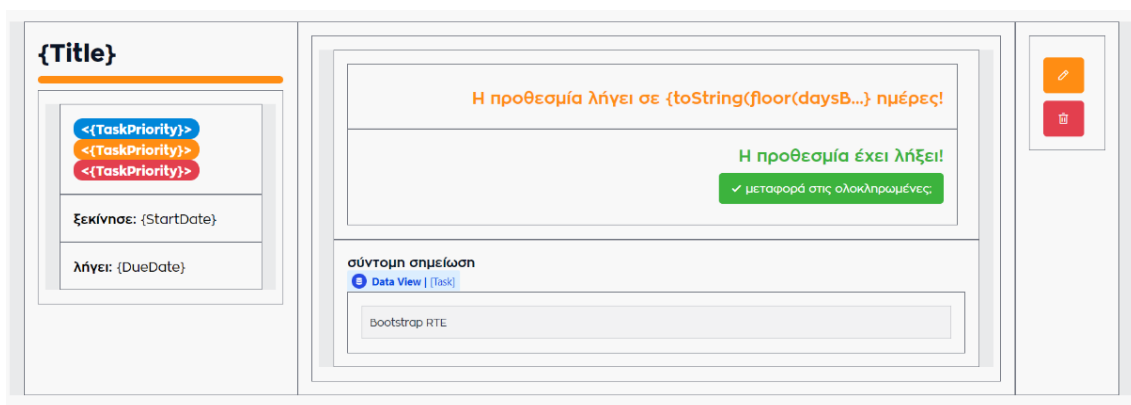 {Title}
<{TaskPriority}>
<{TaskPriority}>
<{TaskPriority}>
ξεκίνησε: {StartDate}
λήγει: {DueDate}
Η προθεσμία λήγει σε {toString(floor(daysB...} ημέρες!
Η προθεσμία έχει λήξει!
μεταφορά στις ολοκληρωμένες;
σύντομη σημείωση
Data View | [Task]
Bootstrap RTE